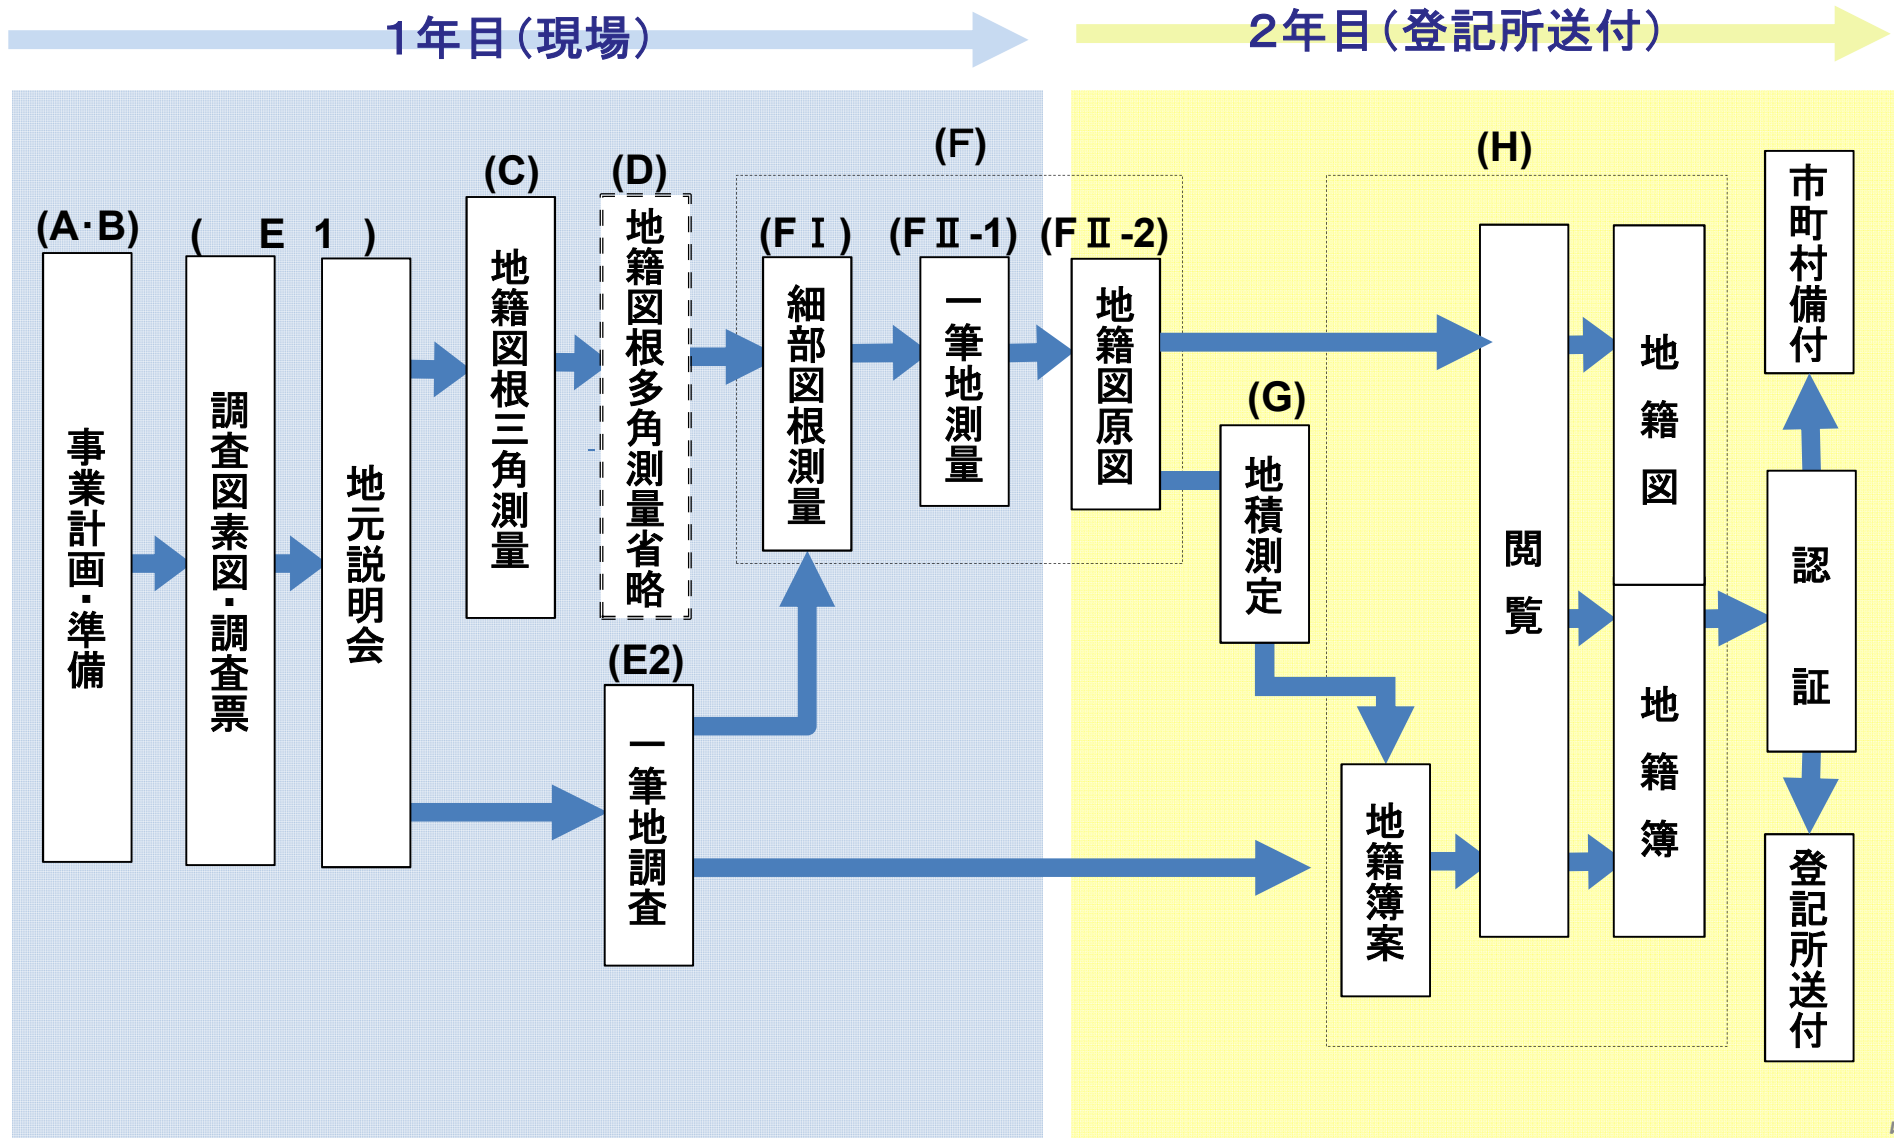 1年目(現場)
2年目(登記所送付)
(A・B)
事業計画・準備
( E 1 )
調査図素図・調査票
地元説明会
(C)
地籍図根三角測量
(D)
地籍図根多角測量省略
(E2)
一筆地調査
(F)
(FⅠ)
細部図根測量
(FⅡ-1)
一筆地測量
(FⅡ-2)
地籍図原図
(G)
地積測定
(H)
地籍簿案
閲覧
地籍図
地籍簿
認証
市町村備付
登記所送付